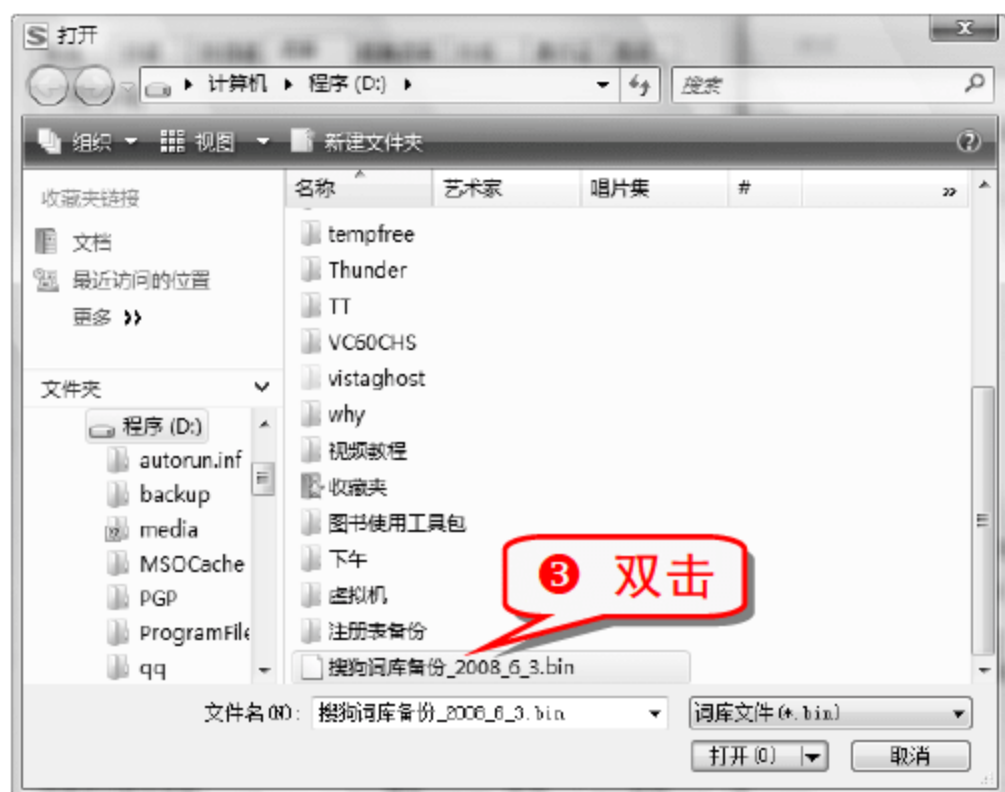 S 打开
计算机 程序 (D:) 搜索
组织 视图 新建文件夹
收藏夹链接
文档
最近访问的位置
更多 >>
文件夹
程序 (D:)
autorun.inf
backup
media
MSOCache
PGP
ProgramFile
qq
名称 艺术家 唱片集 # »
tempfree
Thunder
TT
VC60CHS
vistaghost
why
视频教程
收藏夹
图书使用工具包
下午
虚拟机
注册表备份
搜狗词库备份_2008_6_3.bin
❸ 双击
文件名(N): 搜狗词库备份_2008_6_3.bin 词库文件(*.bin)
打开(O) 取消